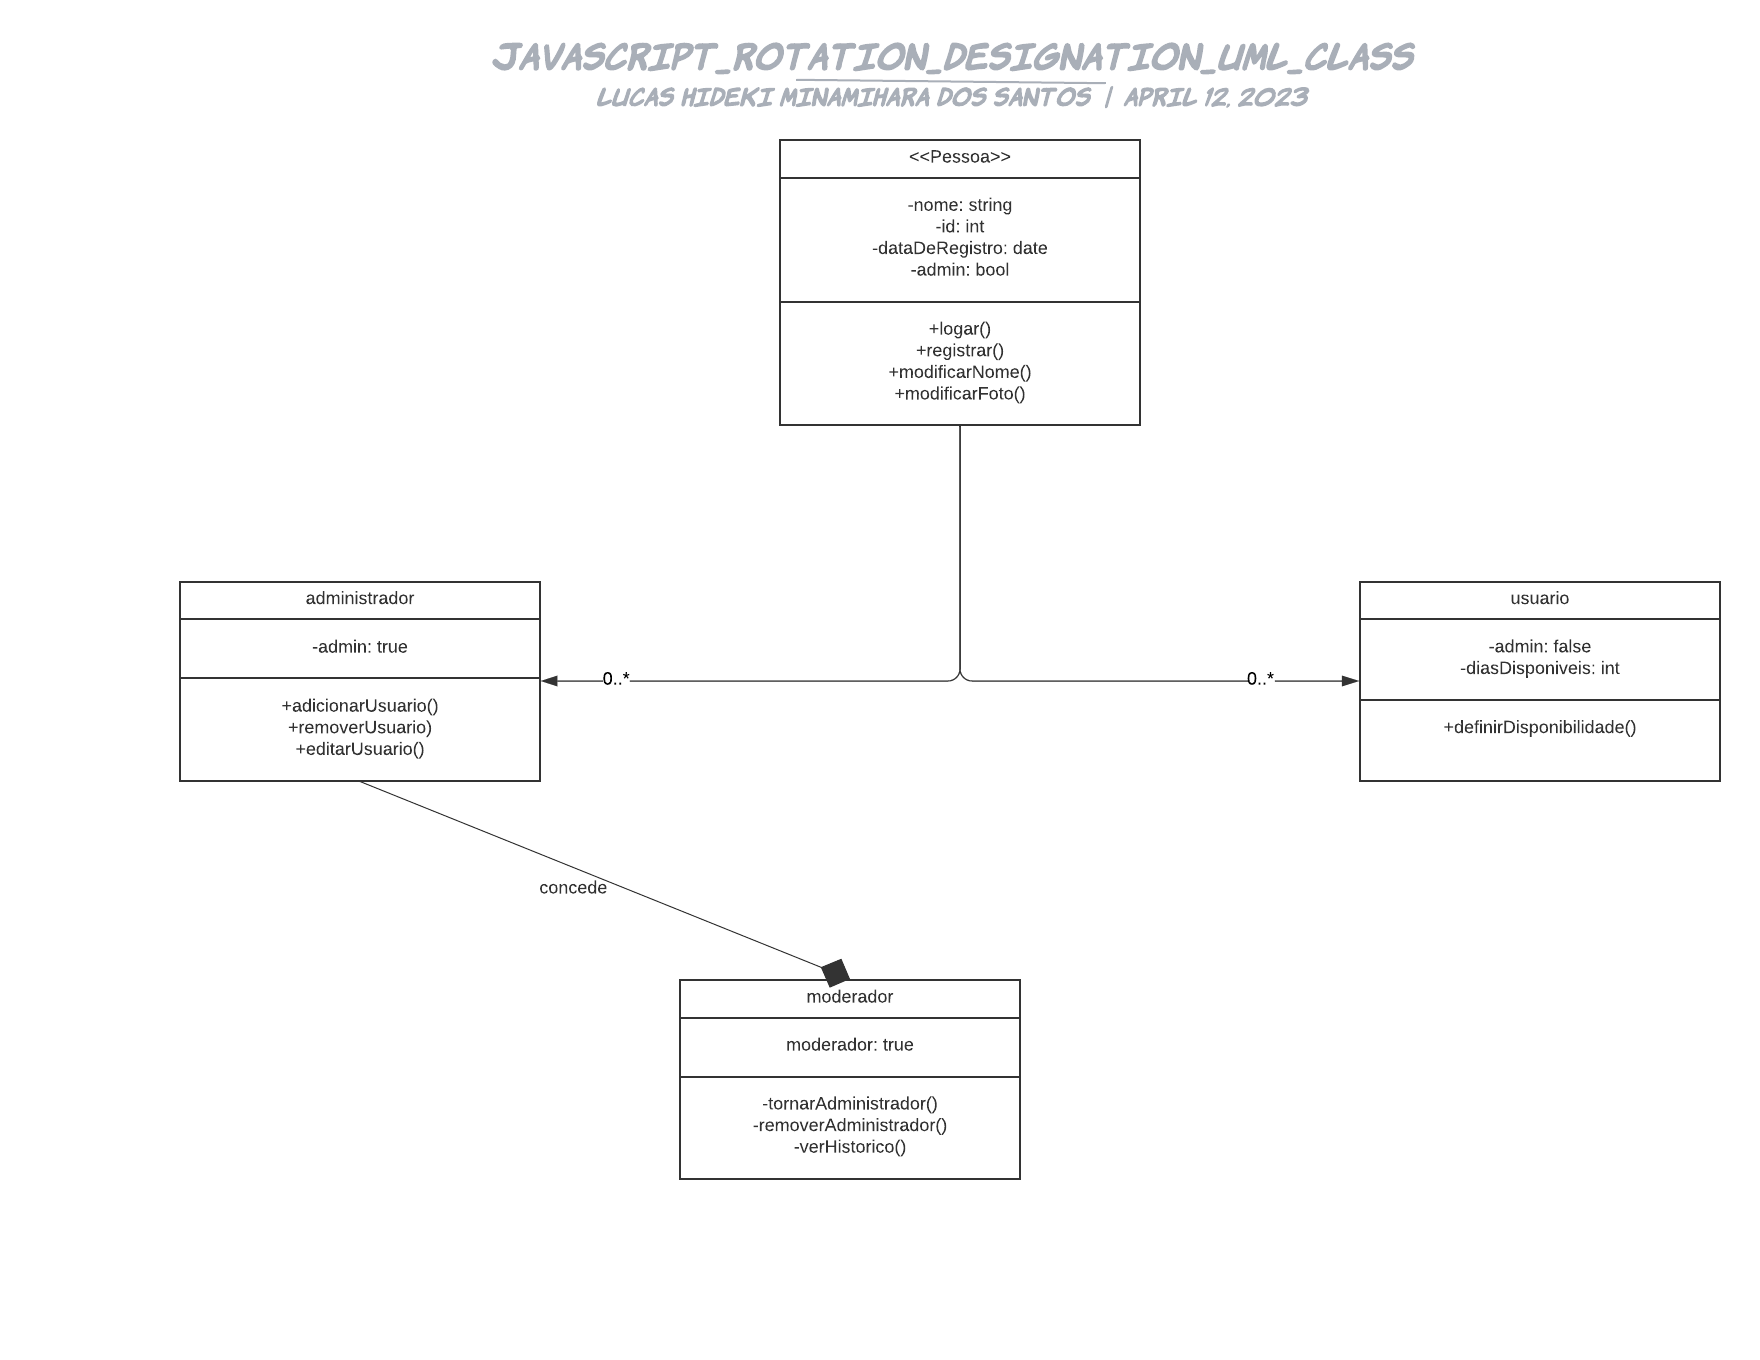 JAVASCRIPT_ROTATION_DESIGNATION_UML_CLASS
LUCAS HIDEKI MINAMIHARA DOS SANTOS | APRIL 12, 2023
<<Pessoa>>
-nome: string
-id: int
-dataDeRegistro: date
-admin: bool
+logar()
+registrar()
+modificarNome()
+modificarFoto()
administrador
-admin: true
+adicionarUsuario()
+removerUsuario)
+editarUsuario()
0..*
0..*
usuario
-admin: false
-diasDisponiveis: int
+definirDisponibilidade()
concede
moderador
moderador: true
-tornarAdministrador()
-removerAdministrador()
-verHistorico()